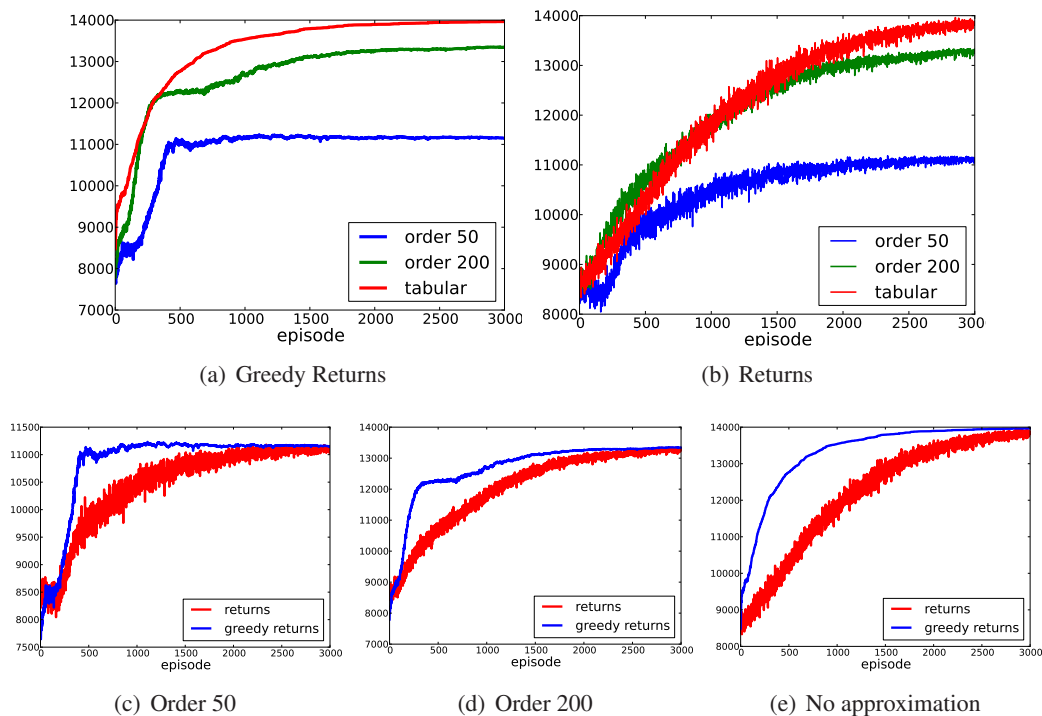 14000
13000
12000
11000
10000
9000
8000
7000
0 500 1000 1500 2000 2500 3000
episode
order 50
order 200
tabular
(a) Greedy Returns
14000
13000
12000
11000
10000
9000
8000
0 500 1000 1500 2000 2500 300
episode
order 50
order 200
tabular
(b) Returns
11500
11000
10500
10000
9500
9000
8500
8000
7500
0 500 1000 1500 2000 2500 3000
episode
returns
greedy returns
(c) Order 50
14000
13000
12000
11000
10000
9000
8000
7000
0 500 1000 1500 2000 2500 3000
episode
returns
greedy returns
(d) Order 200
14000
13000
12000
11000
10000
9000
8000
0 500 1000 1500 2000 2500 3000
episode
returns
greedy returns
(e) No approximation